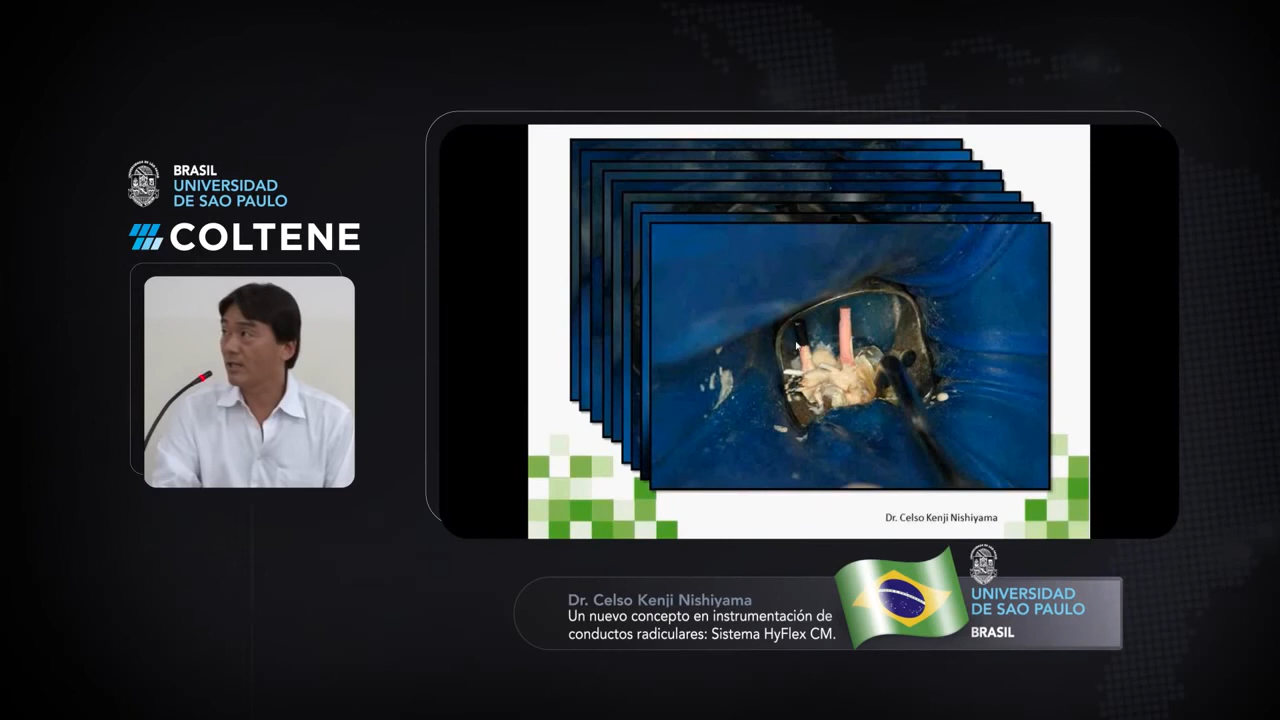 BRASIL
UNIVERSIDAD
DE SAO PAULO
COLTENE
Dr. Celso Kenji Nishiyama
Dr. Celso Kenji Nishiyama
Un nuevo concepto en instrumentación de
conductos radiculares: Sistema HyFlex CM.
UNIVERSIDAD
DE SAO PAULO
BRASIL